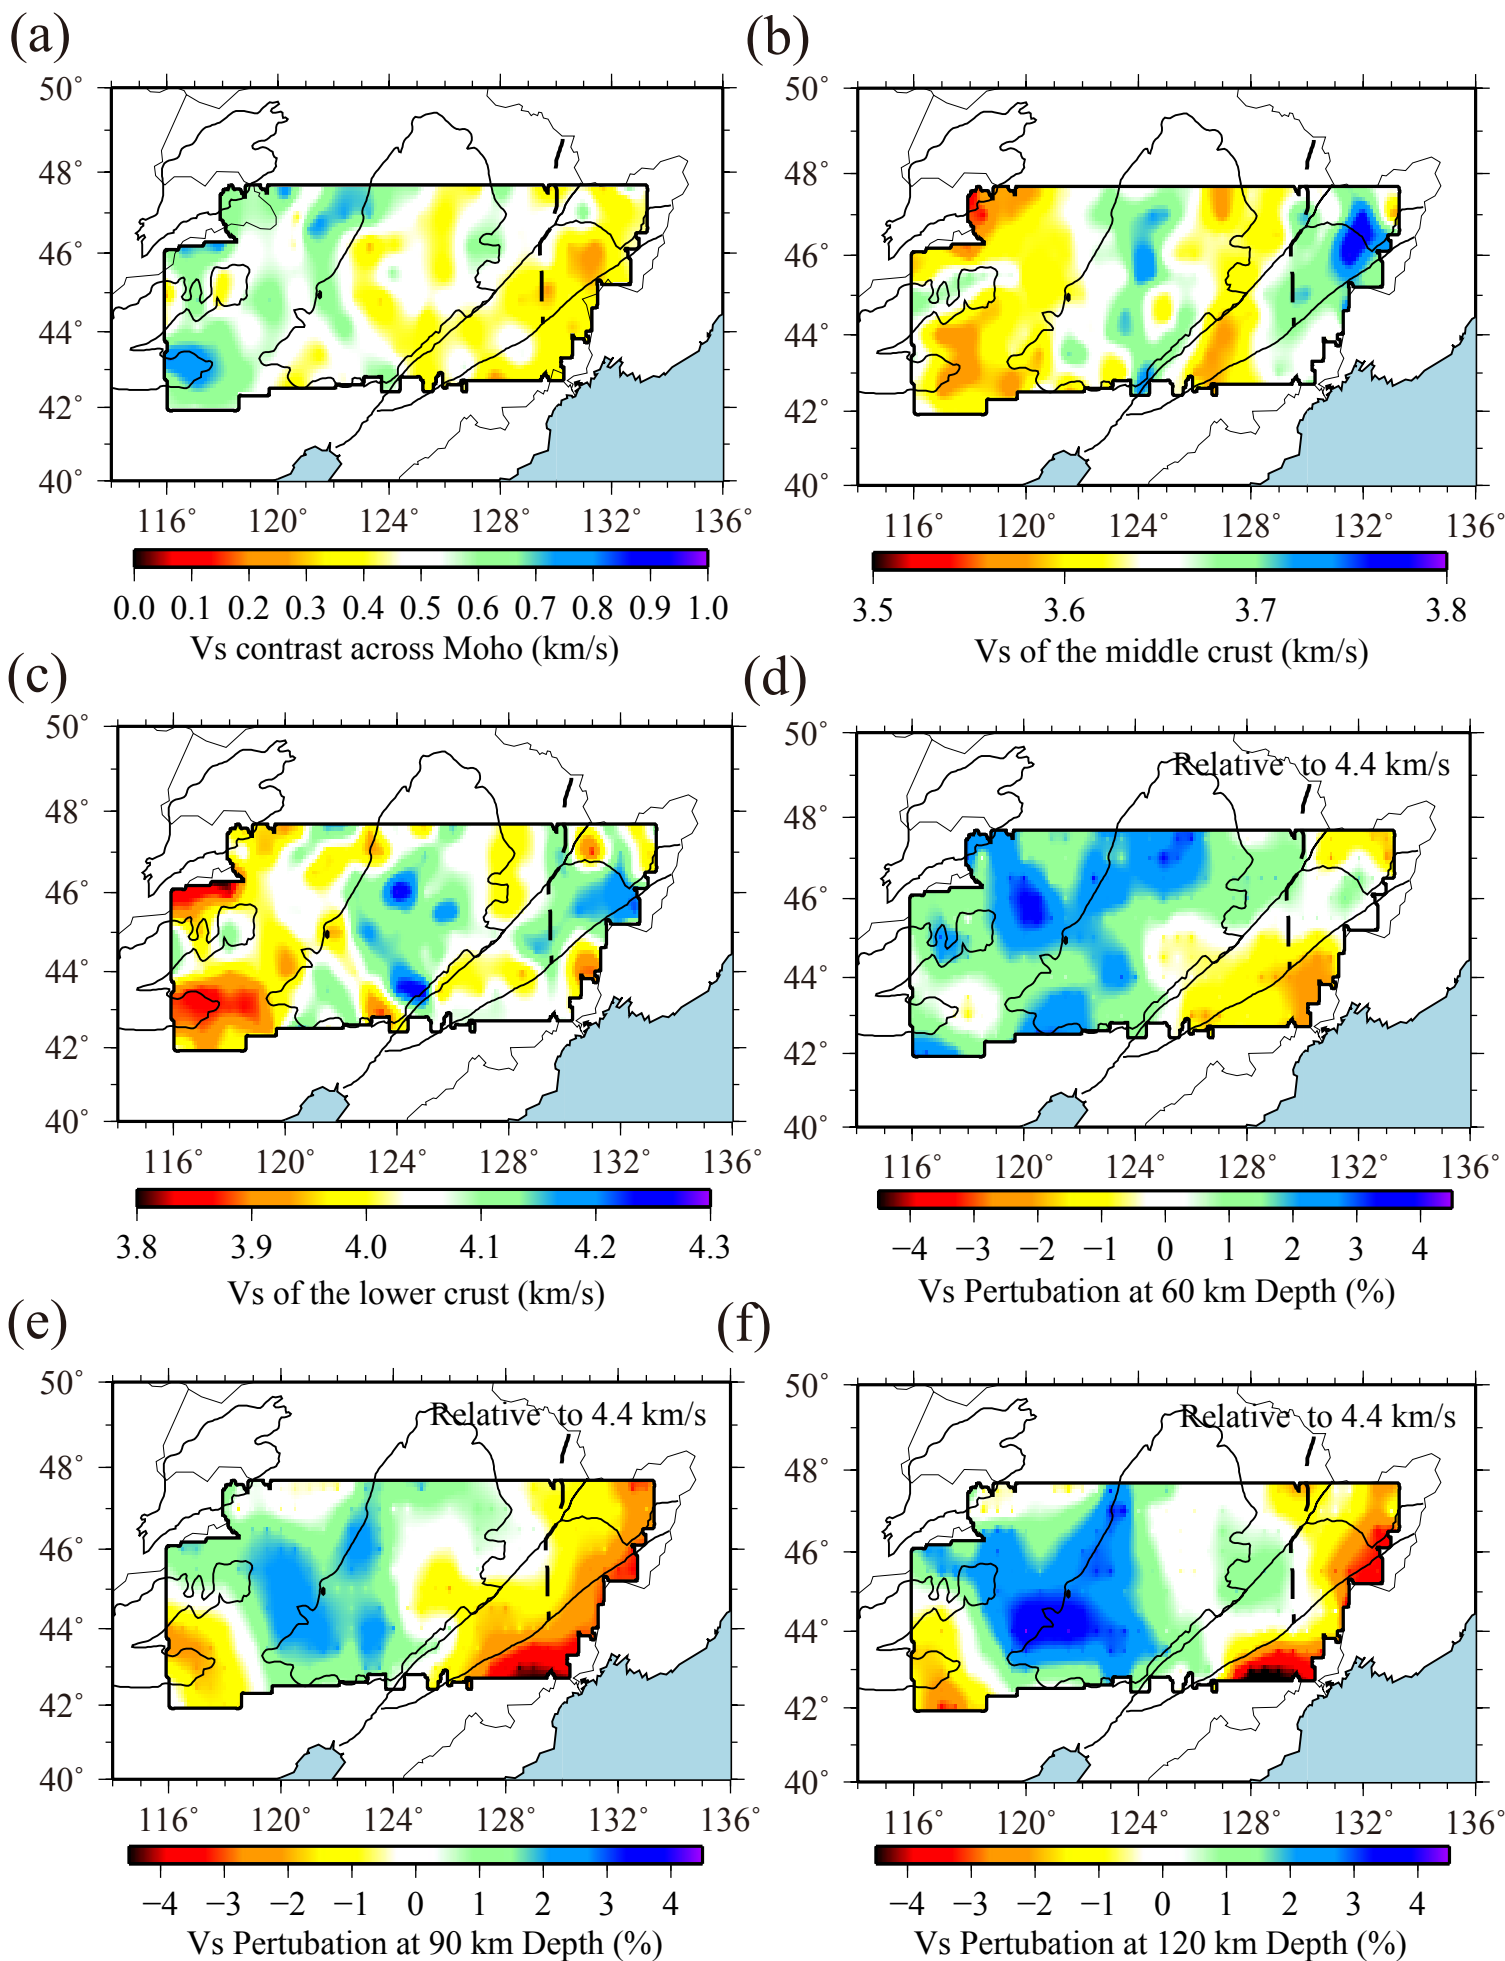 (a)
50°
48°
46°
44°
42°
40°
116° 120° 124° 128° 132° 136°
0.0 0.1 0.2 0.3 0.4 0.5 0.6 0.7 0.8 0.9 1.0
Vs contrast across Moho (km/s)
(b)
50°
48°
46°
44°
42°
40°
116° 120° 124° 128° 132° 136°
3.5 3.6 3.7 3.8
Vs of the middle crust (km/s)
(c)
50°
48°
46°
44°
42°
40°
116° 120° 124° 128° 132° 136°
3.8 3.9 4.0 4.1 4.2 4.3
Vs of the lower crust (km/s)
(d)
Relative to 4.4 km/s
50°
48°
46°
44°
42°
40°
116° 120° 124° 128° 132° 136°
−4 −3 −2 −1 0 1 2 3 4
Vs Pertubation at 60 km Depth (%)
(e)
Relative to 4.4 km/s
50°
48°
46°
44°
42°
40°
116° 120° 124° 128° 132° 136°
−4 −3 −2 −1 0 1 2 3 4
Vs Pertubation at 90 km Depth (%)
(f)
Relative to 4.4 km/s
50°
48°
46°
44°
42°
40°
116° 120° 124° 128° 132° 136°
−4 −3 −2 −1 0 1 2 3 4
Vs Pertubation at 120 km Depth (%)